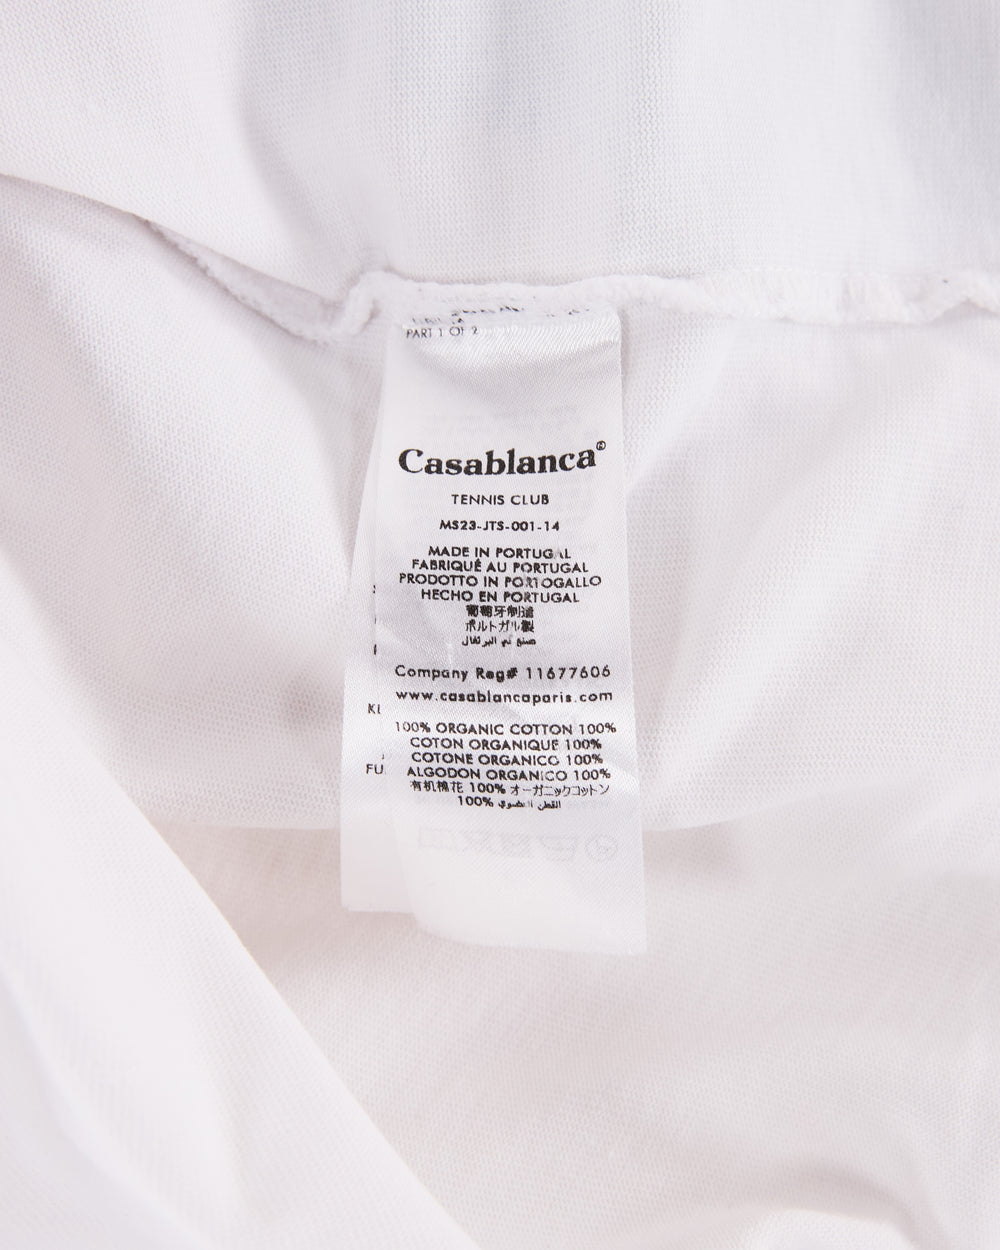 PART 1 OF 2
Casablanca®
TENNIS CLUB
MS23-JTS-001-14
MADE IN PORTUGAL
FABRIQUÉ AU PORTUGAL
PRODOTTO IN PORTOGALLO
HECHO EN PORTUGAL
葡萄牙制造
ポルトガル製
صنع في البرتغال
Company Reg# 11677606
www.casablancaparis.com
KL
100% ORGANIC COTTON 100%
COTON ORGANIQUE 100%
COTONE ORGANICO 100%
FU
ALGODON ORGANICO 100%
有机棉花 100% オーガニックコットン
100% القطن العضوي